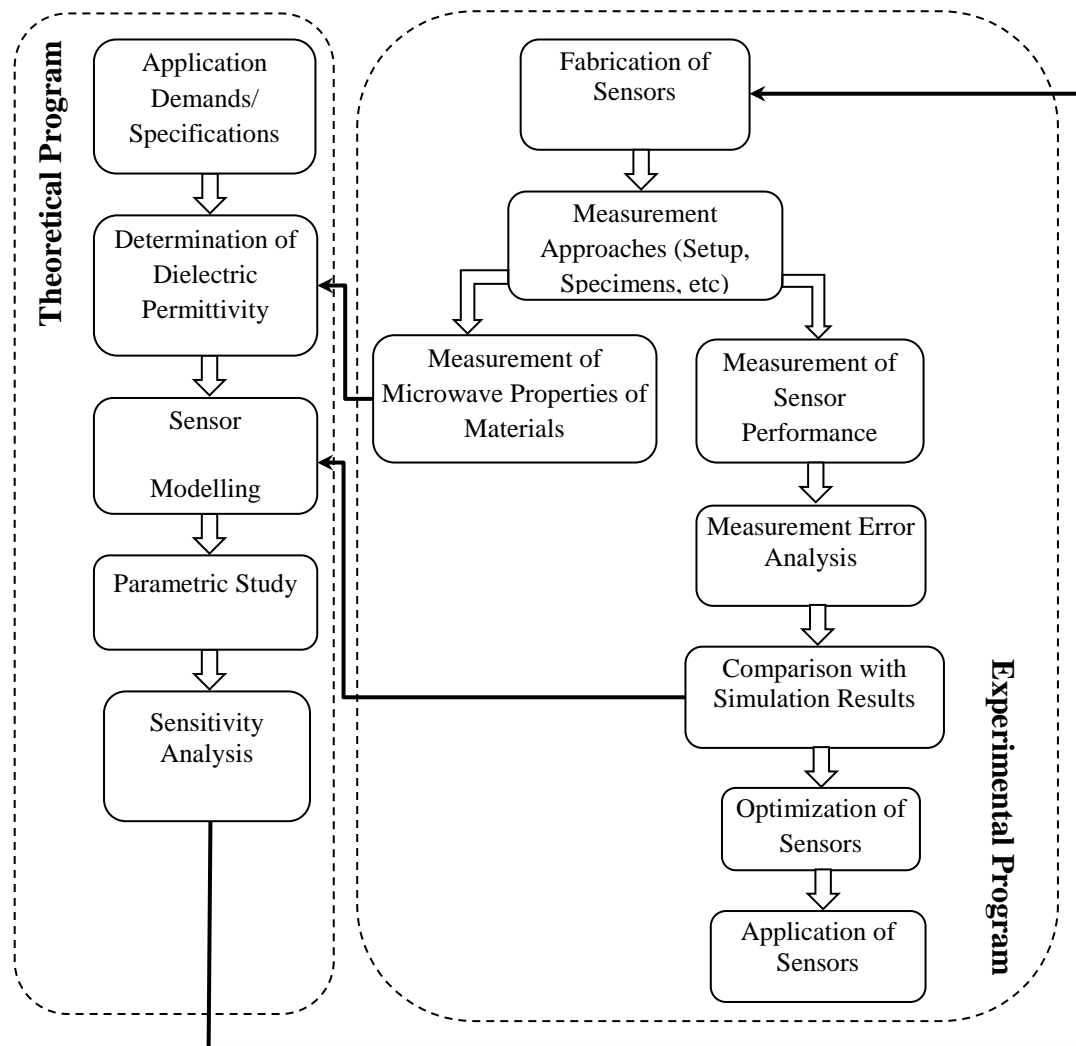 Theoretical Program
Application
Demands/
Specifications
Determination of
Dielectric
Permittivity
Sensor
Modelling
Parametric Study
Sensitivity
Analysis
Fabrication of
Sensors
Measurement
Approaches (Setup,
Specimens, etc)
Measurement of
Microwave Properties of
Materials
Measurement of
Sensor
Performance
Measurement Error
Analysis
Comparison with
Simulation Results
Optimization of
Sensors
Application of
Sensors
Experimental Program